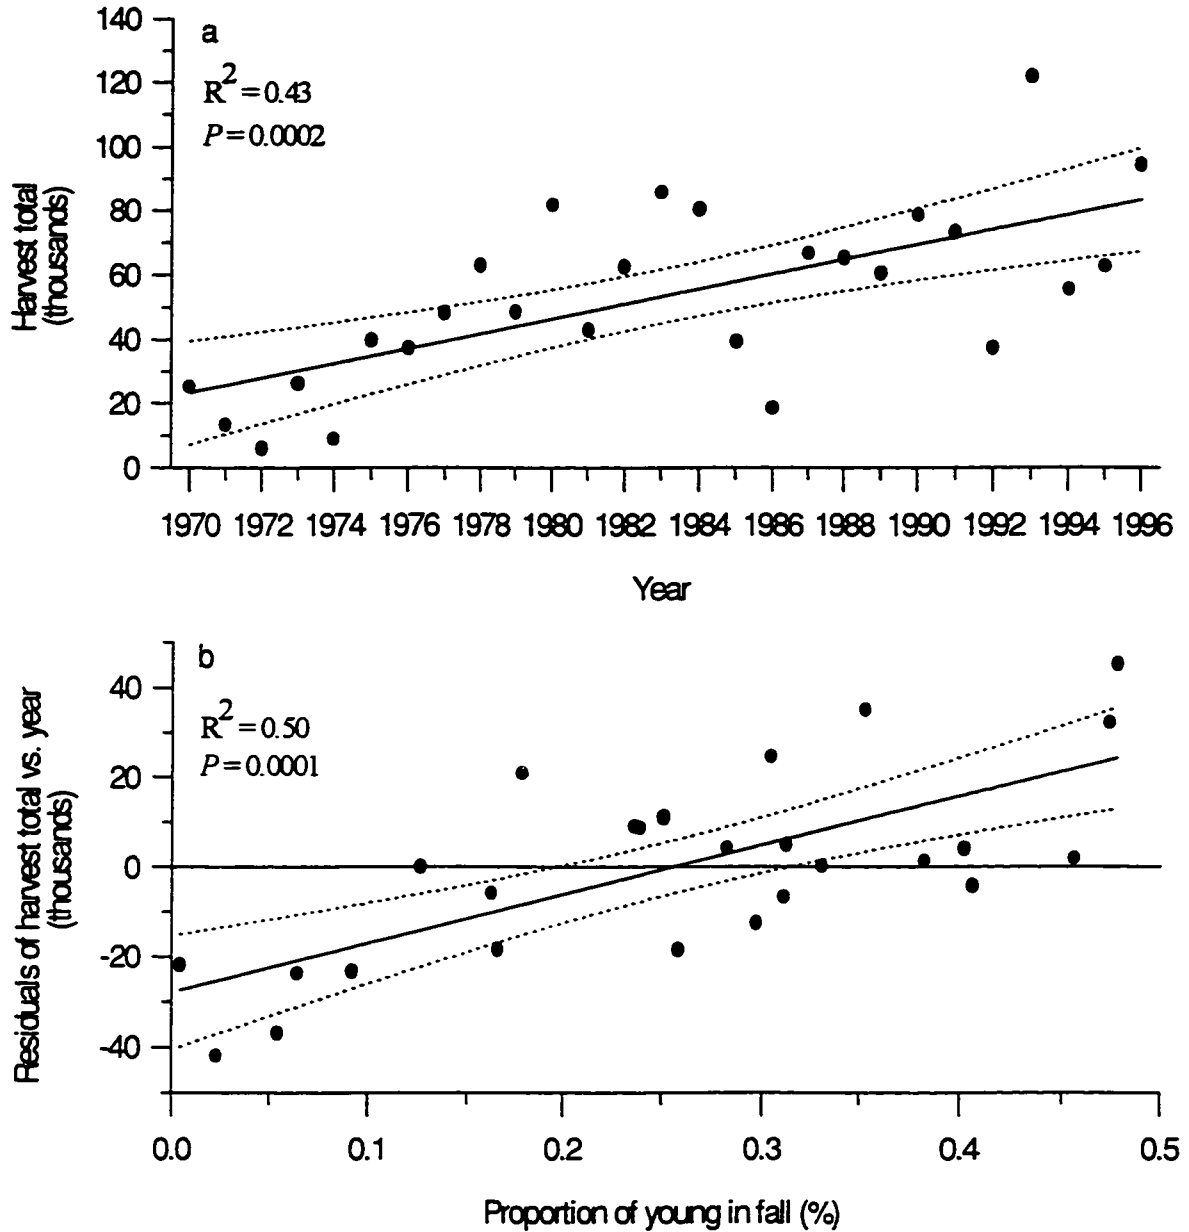 a
R2 = 0.43
P = 0.0002
140
120
100
80
60
40
20
0
Harvest total
(thousands)
1970 1972 1974 1976 1978 1980 1982 1984 1986 1988 1990 1992 1994 1996
Year
b
R2 = 0.50
P = 0.0001
40
20
0
-20
-40
Residuals of harvest total vs. year
(thousands)
0.0 0.1 0.2 0.3 0.4 0.5
Proportion of young in fall (%)